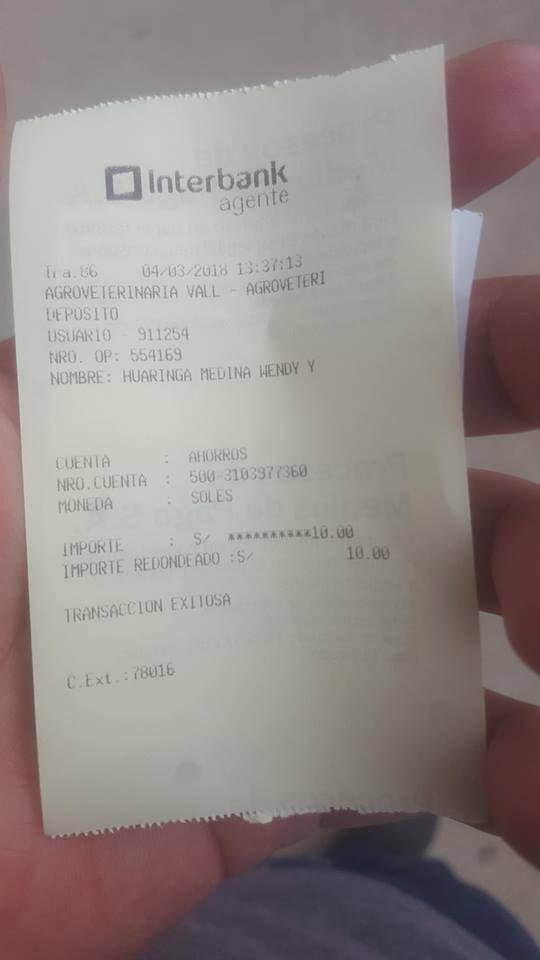 Interbank
agente
Tra.86 04/03/2018 13:37:13
AGROVETERINARIA VALL - AGROVETERI
DEPOSITO
USUARIO - 911254
NRO. OP: 554169
NOMBRE: HUARINGA MEDINA WENDY Y
CUENTA : AHORROS
NRO.CUENTA : 500-3103977360
MONEDA : SOLES
IMPORTE : S/ **********10.00
IMPORTE REDONDEADO :S/ 10.00
TRANSACCION EXITOSA
C.Ext.:78016